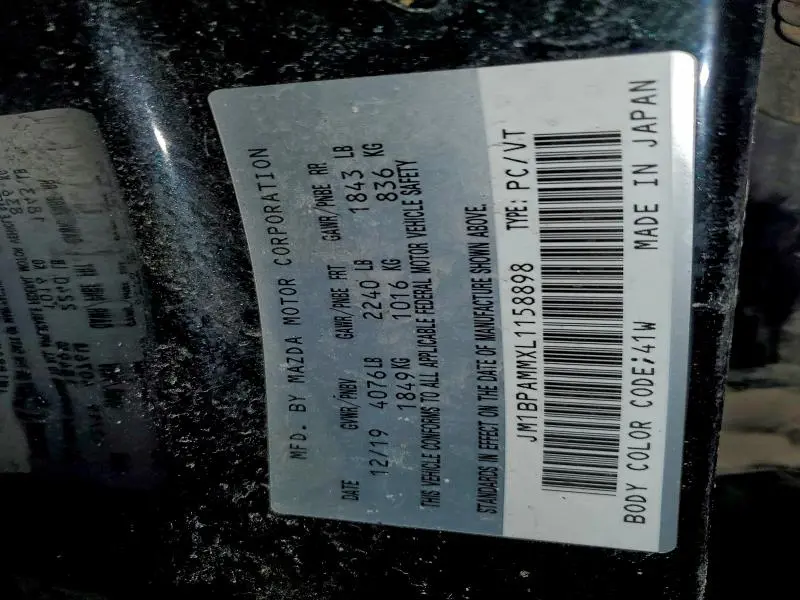 MFD. BY MAZDA MOTOR CORPORATION
DATE GVWR/PNBV GAWR/PNBE FRT GAWR/PNBE RR
12/19 4076LB 2240 LB 1843 LB
1849KG 1016 KG 836 KG
THIS VEHICLE CONFORMS TO ALL APPLICABLE FEDERAL MOTOR VEHICLE SAFETY
STANDARDS IN EFFECT ON THE DATE OF MANUFACTURE SHOWN ABOVE.
JM1BPAMMXL1158898 TYPE: PC/VT
BODY COLOR CODE:41W MADE IN JAPAN